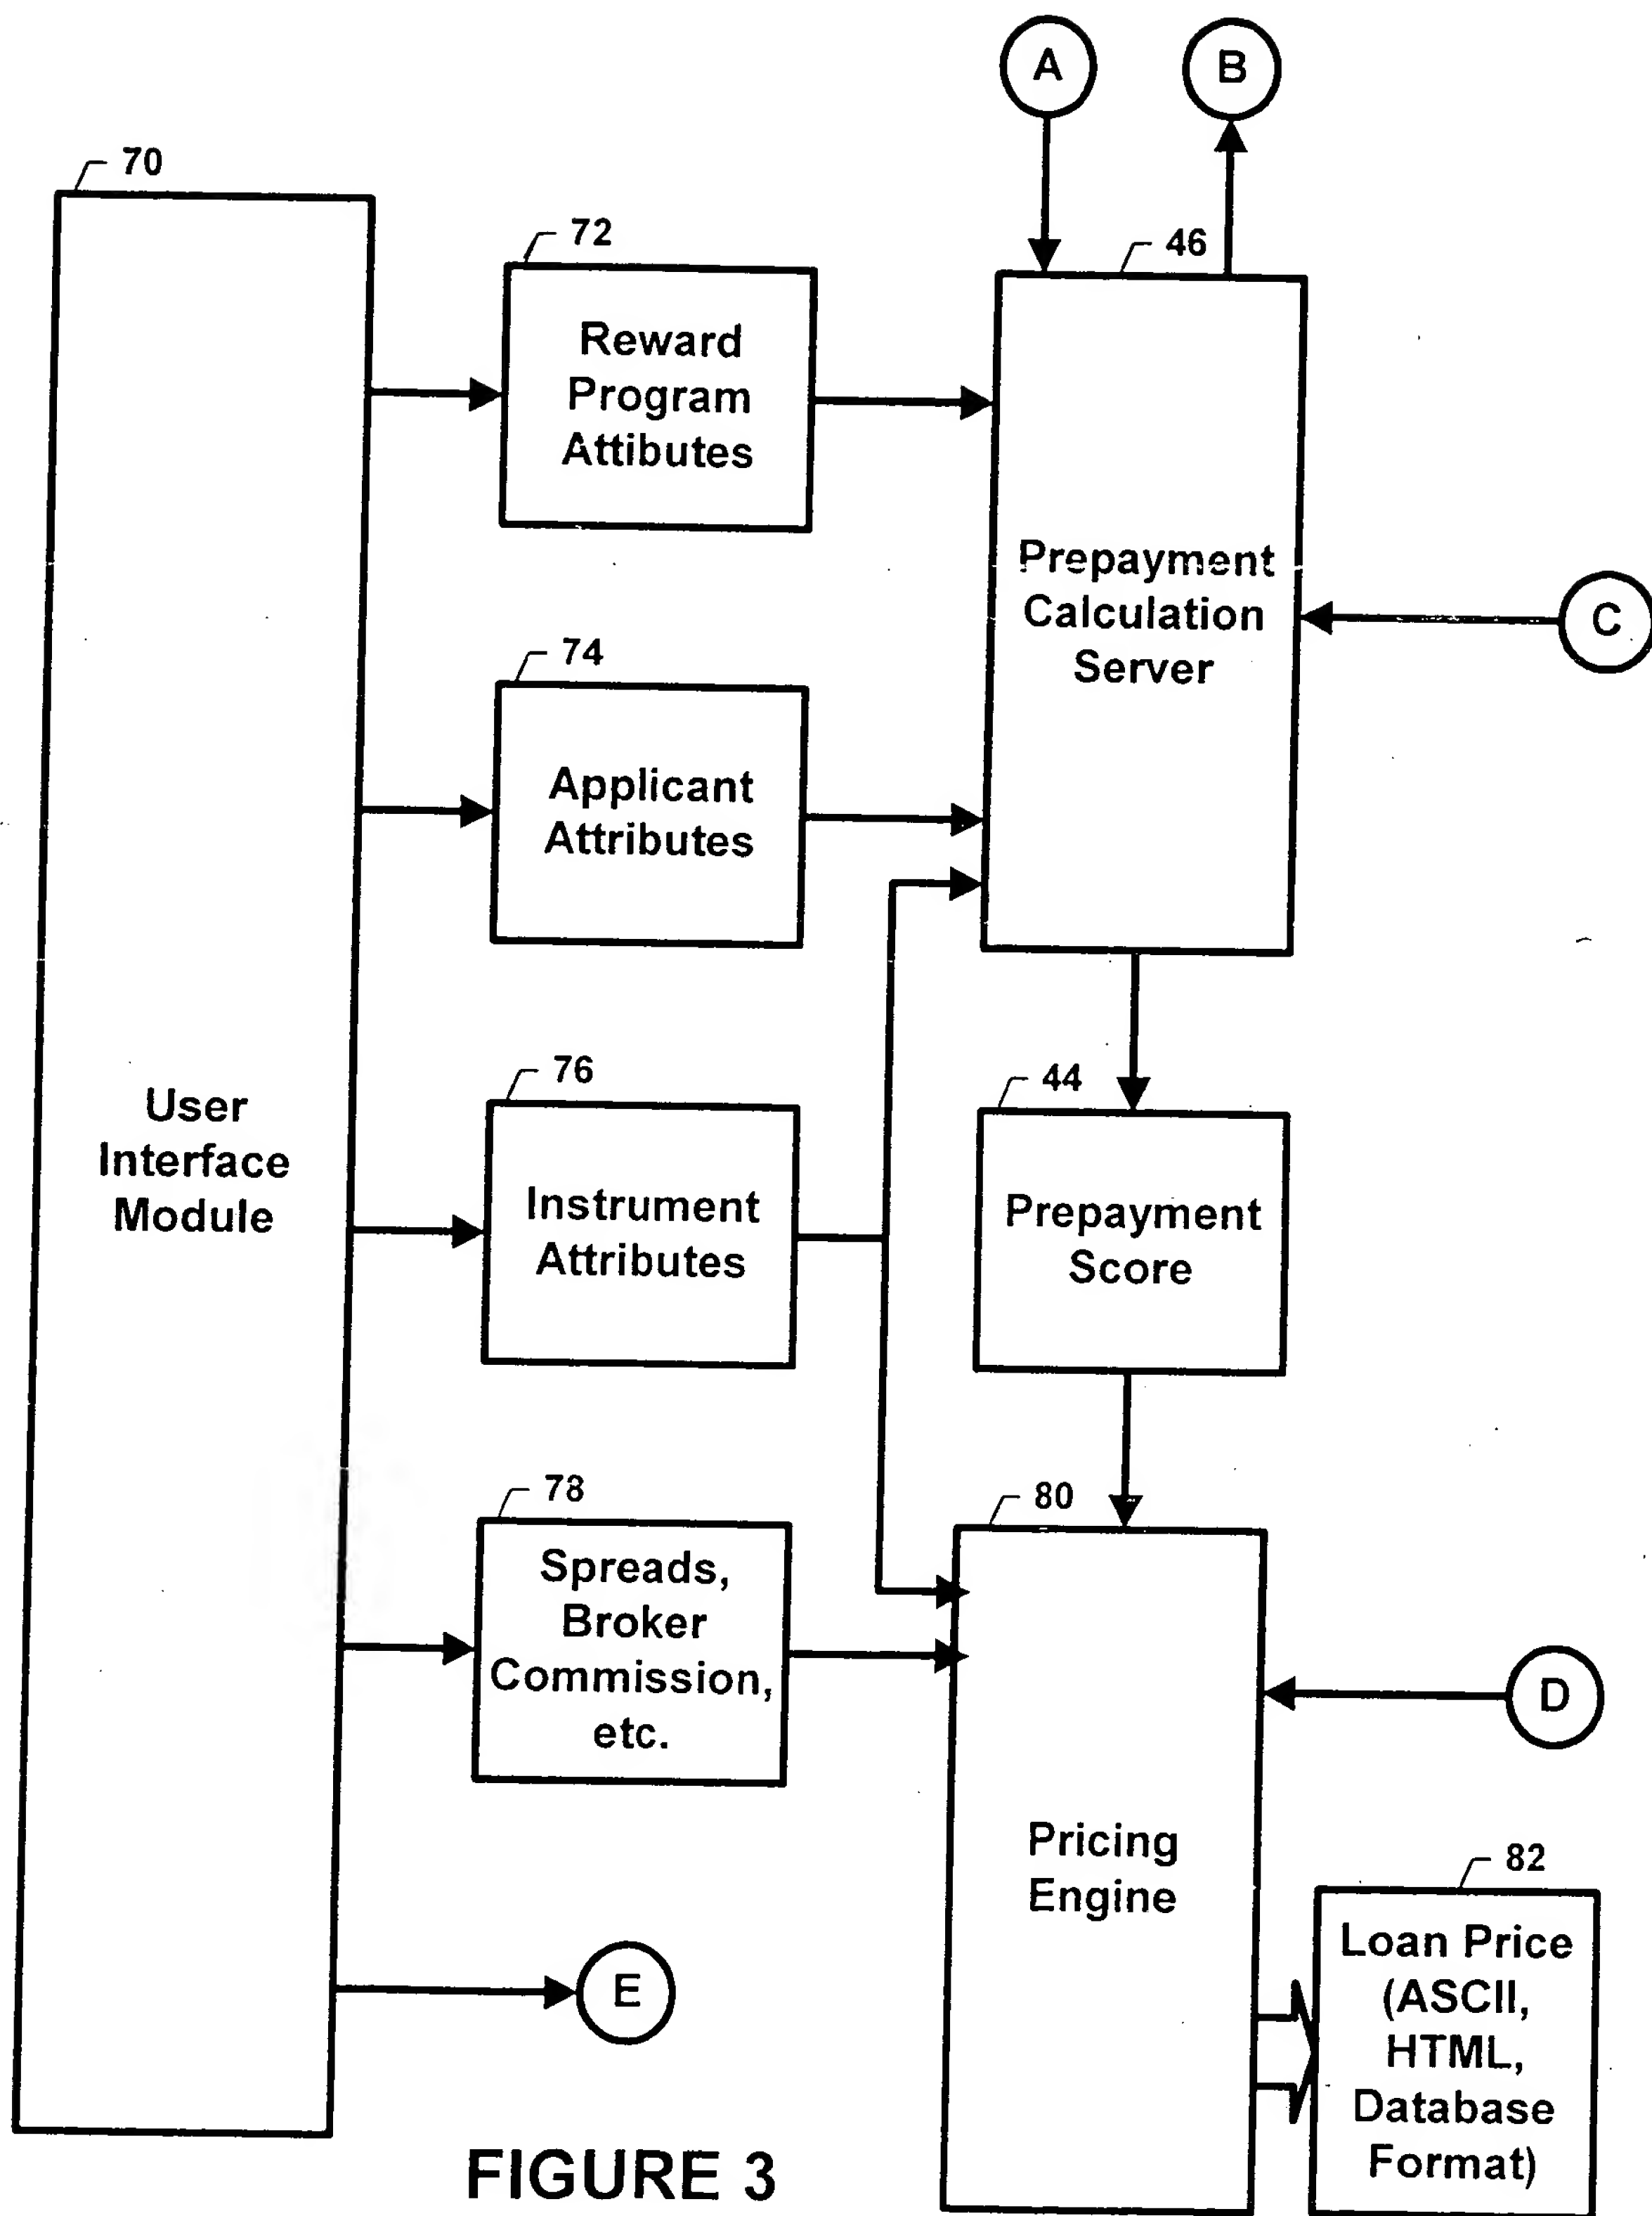 A
B
70
72
46
Reward
Program
Attibutes
Prepayment
Calculation
Server
C
74
Applicant
Attributes
76
44
User
Interface
Module
Instrument
Attributes
Prepayment
Score
78
80
Spreads,
Broker
Commission,
etc.
D
Pricing
Engine
82
Loan Price
(ASCII,
HTML,
Database
Format)
E
FIGURE 3